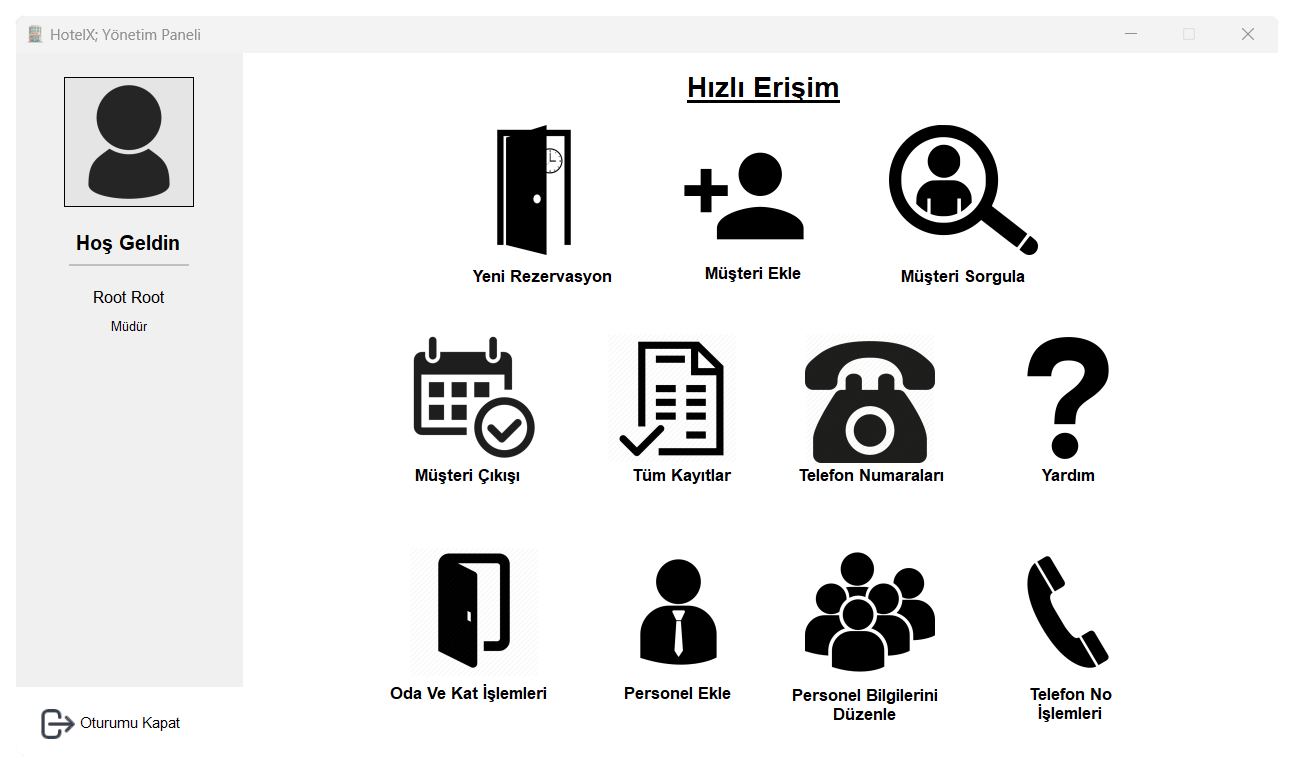 HotelX; Yönetim Paneli
Hoş Geldin
Root Root
Müdür
Oturumu Kapat
Hızlı Erişim
Yeni Rezervasyon
Müşteri Ekle
Müşteri Sorgula
Müşteri Çıkışı
Tüm Kayıtlar
Telefon Numaraları
Yardım
Oda Ve Kat İşlemleri
Personel Ekle
Personel Bilgilerini
Düzenle
Telefon No
İşlemleri